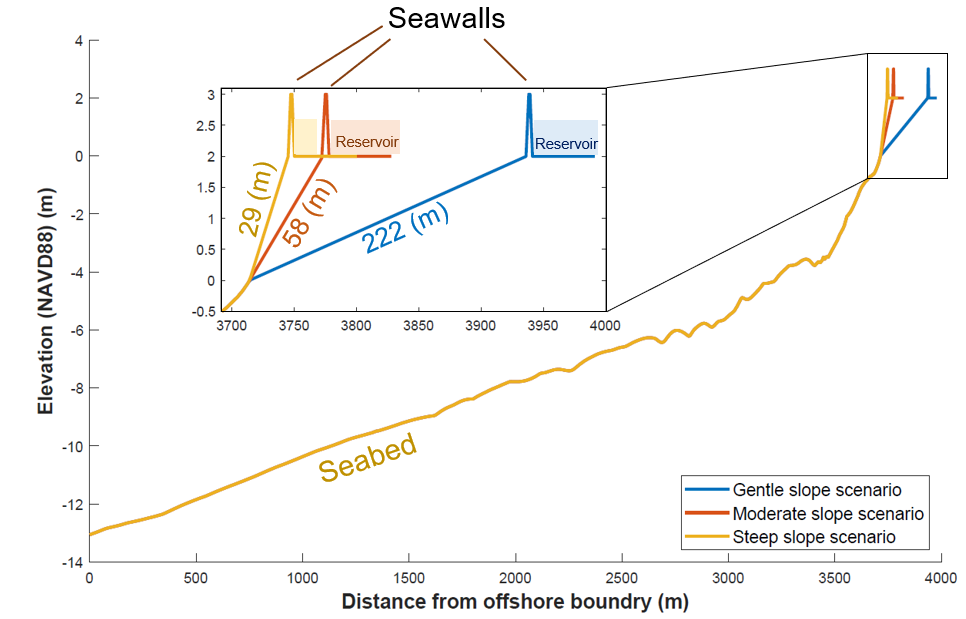 Seawalls
4
2
0
-2
-4
-6
-8
-10
-12
-14
Elevation (NAVD88) (m)
3
2.5
2
1.5
1
0.5
0
-0.5
3700
3750
3800
3850
3900
3950
4000
Reservoir
Reservoir
29 (m)
58 (m)
222 (m)
Seabed
Gentle slope scenario
Moderate slope scenario
Steep slope scenario
0
500
1000
1500
2000
2500
3000
3500
4000
Distance from offshore boundry (m)